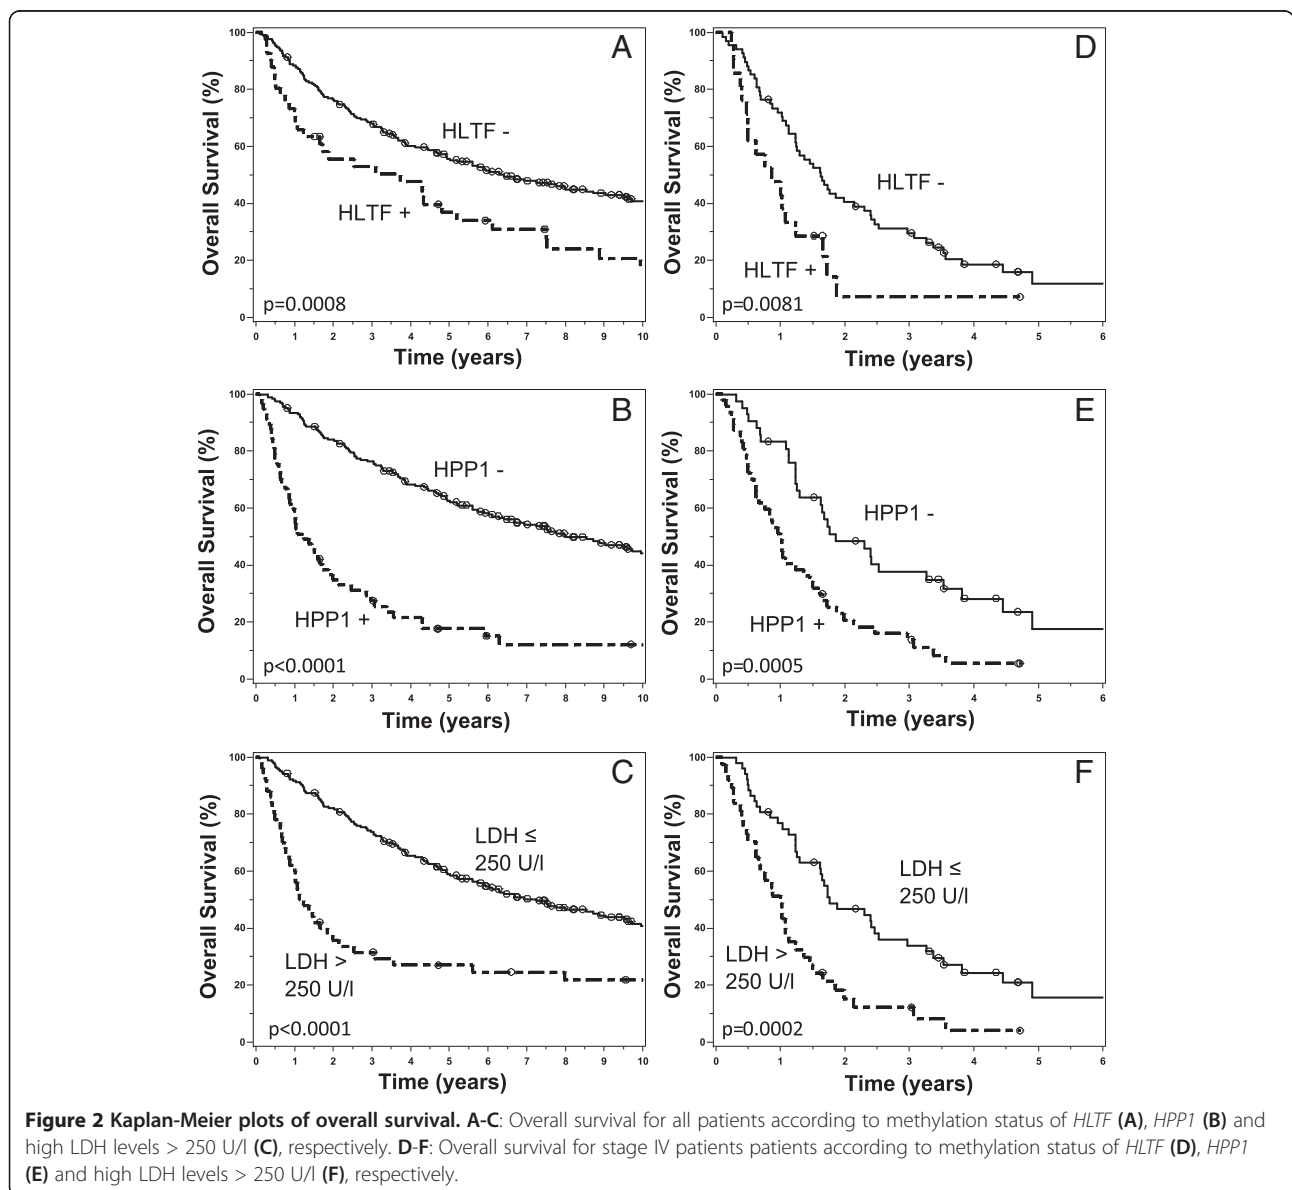 A
Overall Survival (%)
100
80
60
40
20
0
HLTF -
HLTF +
p=0.0008
0 1 2 3 4 5 6 7 8 9 10
Time (years)
D
Overall Survival (%)
100
80
60
40
20
0
HLTF -
HLTF +
p=0.0081
0 1 2 3 4 5 6
Time (years)
B
Overall Survival (%)
100
80
60
40
20
0
HPP1 -
HPP1 +
p<0.0001
0 1 2 3 4 5 6 7 8 9 10
Time (years)
E
Overall Survival (%)
100
80
60
40
20
0
HPP1 -
HPP1 +
p=0.0005
0 1 2 3 4 5 6
Time (years)
C
Overall Survival (%)
100
80
60
40
20
0
LDH ≤
250 U/l
LDH >
250 U/l
p<0.0001
0 1 2 3 4 5 6 7 8 9 10
Time (years)
F
Overall Survival (%)
100
80
60
40
20
0
LDH ≤
250 U/l
LDH >
250 U/l
p=0.0002
0 1 2 3 4 5 6
Time (years)
Figure 2 Kaplan-Meier plots of overall survival. A-C: Overall survival for all patients according to methylation status of HLTF (A), HPP1 (B) and
high LDH levels > 250 U/l (C), respectively. D-F: Overall survival for stage IV patients patients according to methylation status of HLTF (D), HPP1
(E) and high LDH levels > 250 U/l (F), respectively.